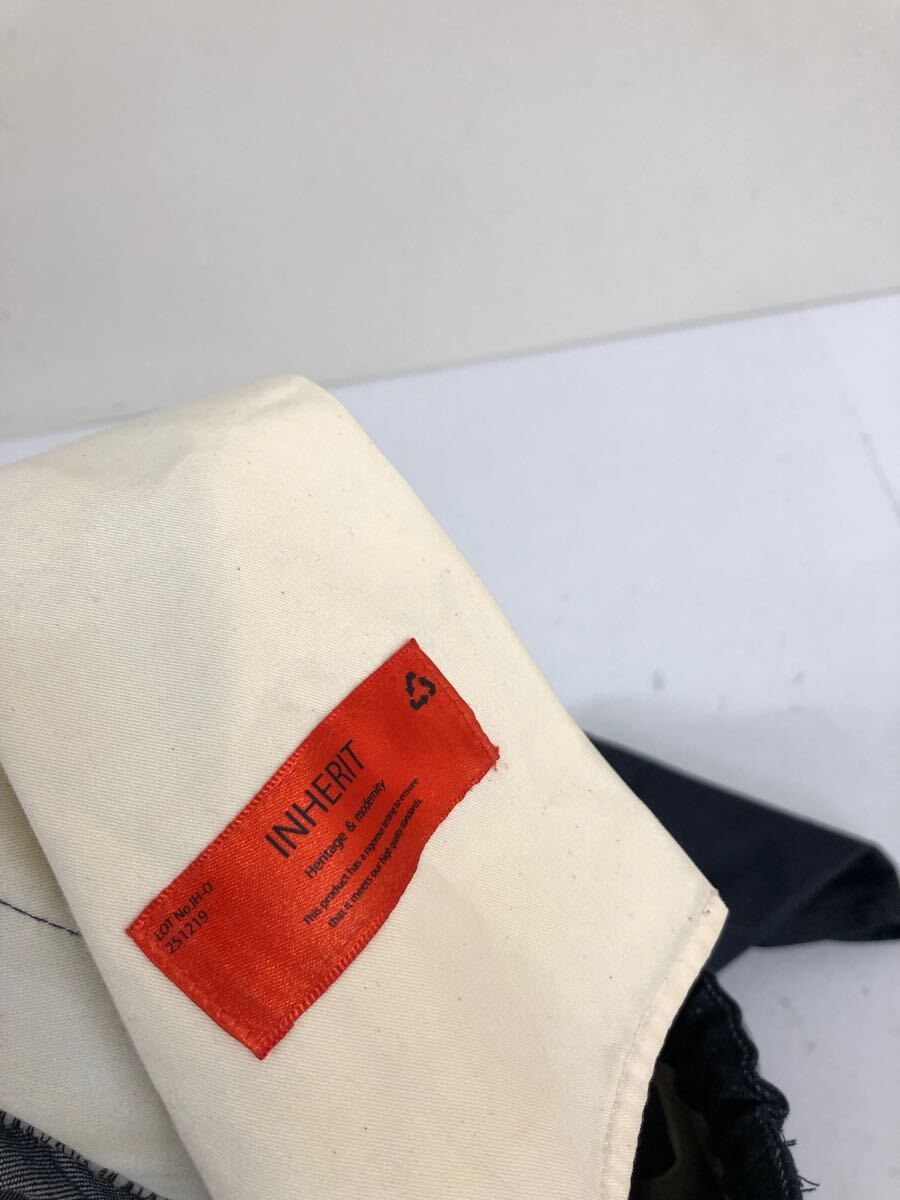 INHERIT
Heritage & modernity
This product has a rigorous testing to ensure
that it meets our high quality standards.
LOT No.JH-O
251219